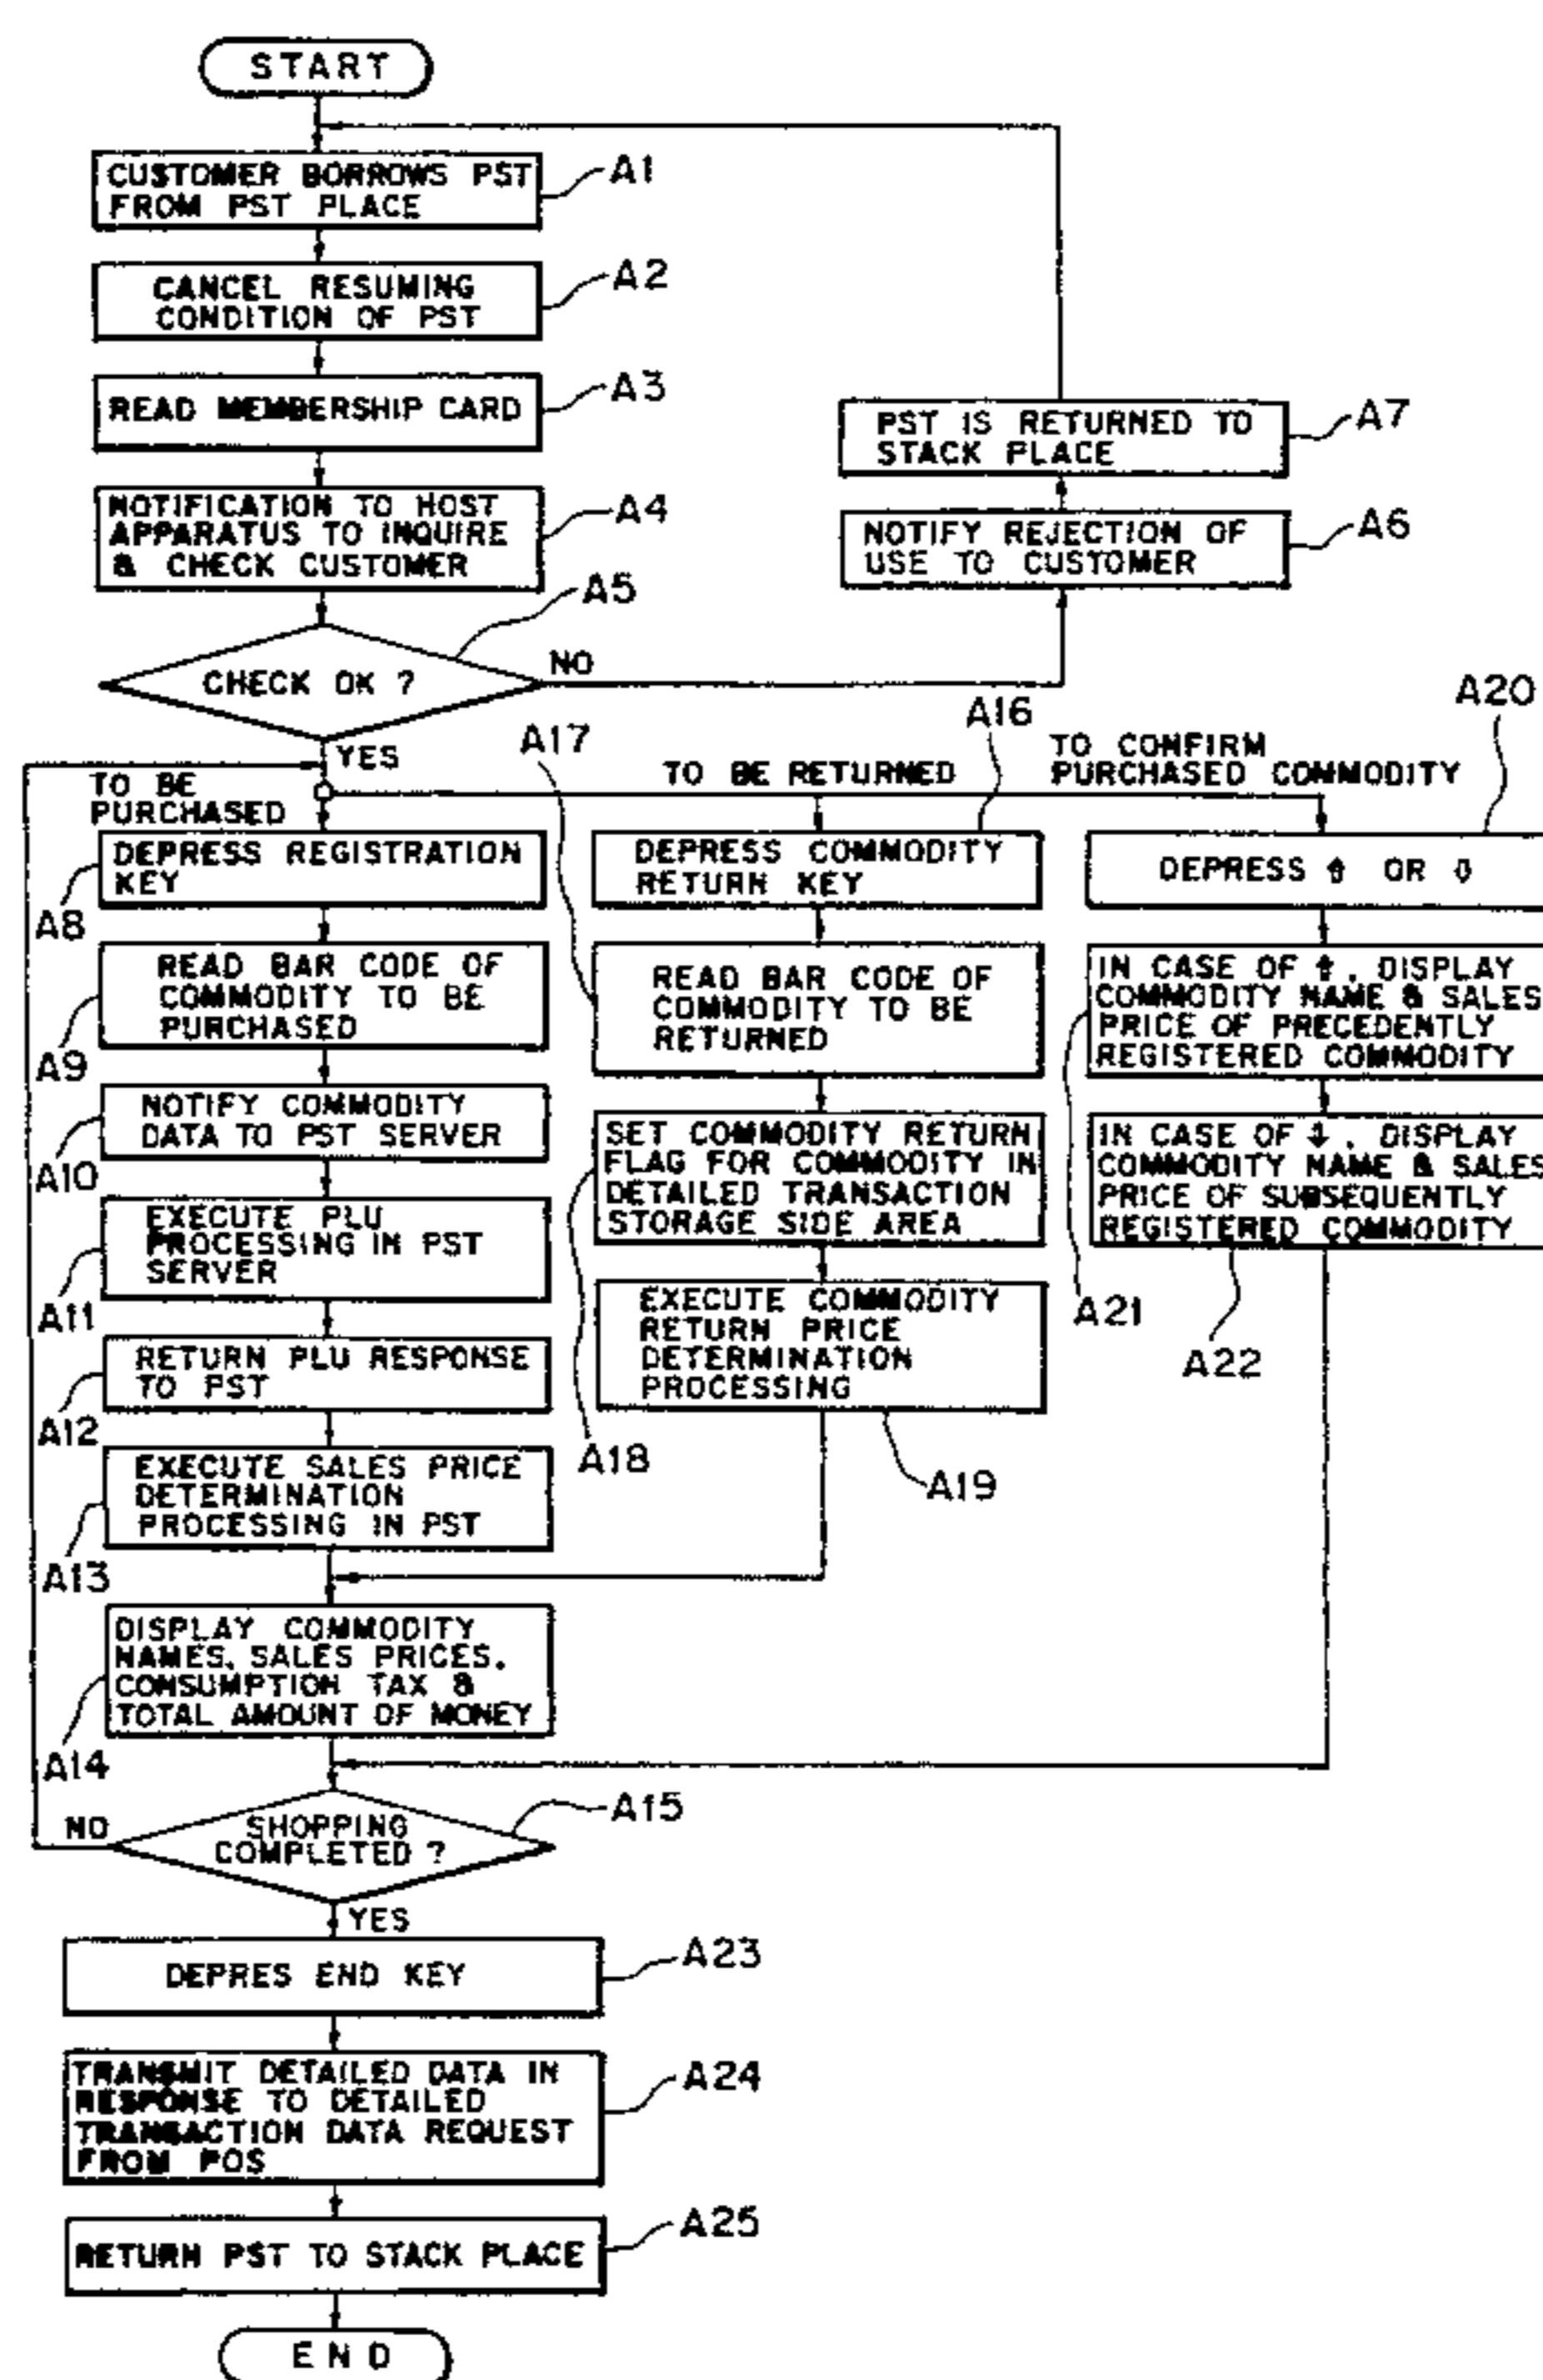 START
CUSTOMER BORROWS PST
FROM PST PLACE
A1
CANCEL RESUMING
CONDITION OF PST
A2
READ MEMBERSHIP CARD
A3
NOTIFICATION TO HOST
APPARATUS TO INQUIRE
& CHECK CUSTOMER
A4
PST IS RETURNED TO
STACK PLACE
A7
NOTIFY REJECTION OF
USE TO CUSTOMER
A6
A5
CHECK OK ?
NO
YES
TO BE
PURCHASED
A17
TO BE RETURNED
A16
TO CONFIRM
PURCHASED COMMODITY
A20
DEPRESS REGISTRATION
KEY
A8
READ BAR CODE OF
COMMODITY TO BE
PURCHASED
A9
NOTIFY COMMODITY
DATA TO PST SERVER
A10
EXECUTE PLU
PROCESSING IN PST
SERVER
A11
RETURN PLU RESPONSE
TO PST
A12
EXECUTE SALES PRICE
DETERMINATION
PROCESSING IN PST
A13
DEPRESS COMMODITY
RETURN KEY
READ BAR CODE OF
COMMODITY TO BE
RETURNED
SET COMMODITY RETURN
FLAG FOR COMMODITY IN
DETAILED TRANSACTION
STORAGE SIDE AREA
A18
EXECUTE COMMODITY
RETURN PRICE
DETERMINATION
PROCESSING
A19
DEPRESS ⇧ OR ⇩
IN CASE OF ⇧, DISPLAY
COMMODITY NAME & SALES
PRICE OF PRECEDENTLY
REGISTERED COMMODITY
A21
IN CASE OF ⇩, DISPLAY
COMMODITY NAME & SALES
PRICE OF SUBSEQUENTLY
REGISTERED COMMODITY
A22
DISPLAY COMMODITY
NAMES, SALES PRICES,
CONSUMPTION TAX &
TOTAL AMOUNT OF MONEY
A14
NO
SHOPPING
COMPLETED ?
A15
YES
DEPRES END KEY
A23
TRANSMIT DETAILED DATA IN
RESPONSE TO DETAILED
TRANSACTION DATA REQUEST
FROM POS
A24
RETURN PST TO STACK PLACE
A25
END